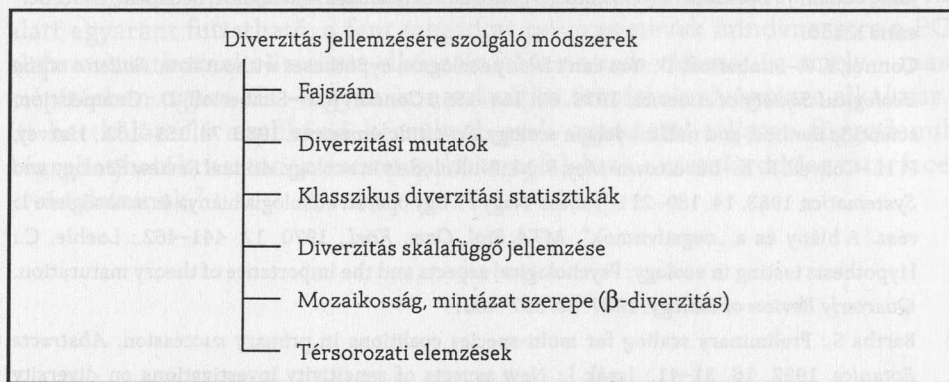 Diverzitás jellemzésére szolgáló módszerek
Fajszám
Diverzitási mutatók
Klasszikus diverzitási statisztikák
Diverzitás skálafüggő jellemzése
Mozaikosság, mintázat szerepe (β-diverzitás)
Térsorozati elemzések